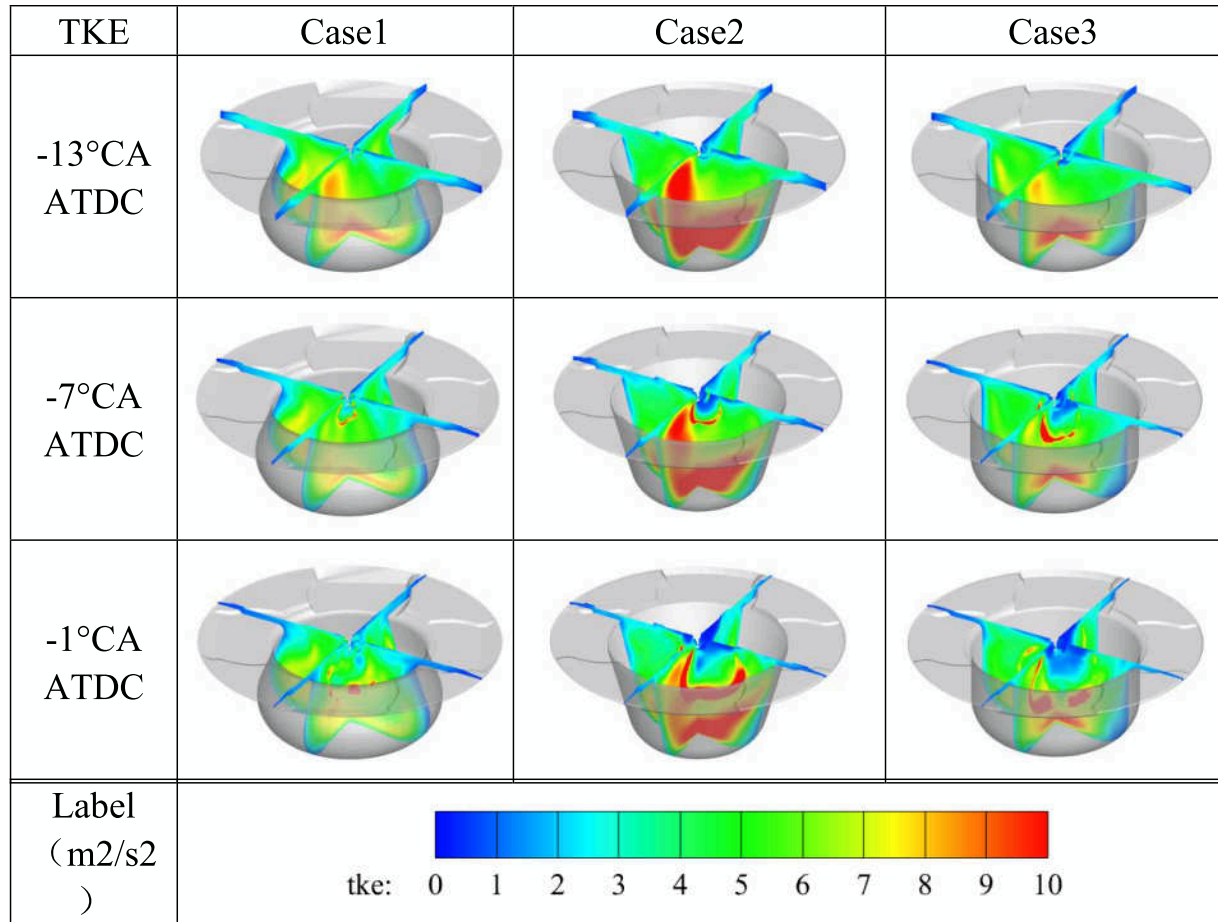 TKE Case1 Case2 Case3
-13°CA
ATDC
-7°CA
ATDC
-1°CA
ATDC
Label
（m2/s2
）
tke: 0 1 2 3 4 5 6 7 8 9 10